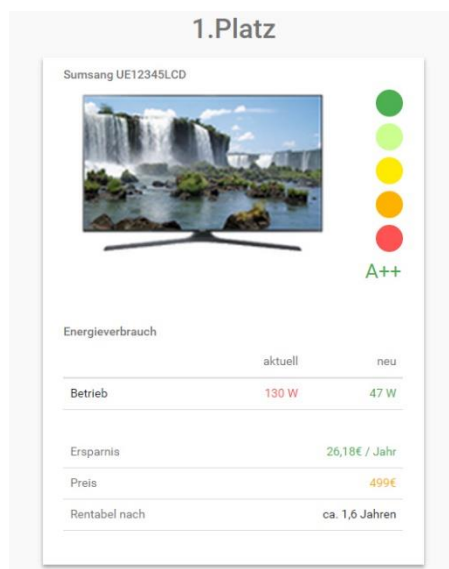 1.Platz
Sumsang UE12345LCD
A++
Energieverbrauch
aktuell neu
Betrieb 130 W 47 W
Ersparnis 26,18€ / Jahr
Preis 499€
Rentabel nach ca. 1,6 Jahren